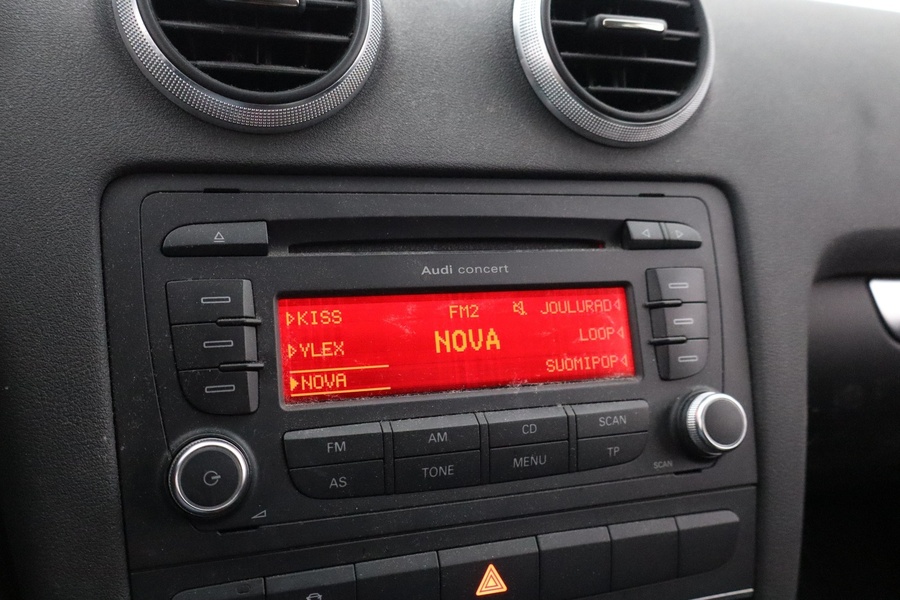 Audi concert
KISS FM2 JOULURAD
YLEX NOVA LOOP
NOVA SUOMIPOP
FM AM CD SCAN
AS TONE MENU TP
SCAN